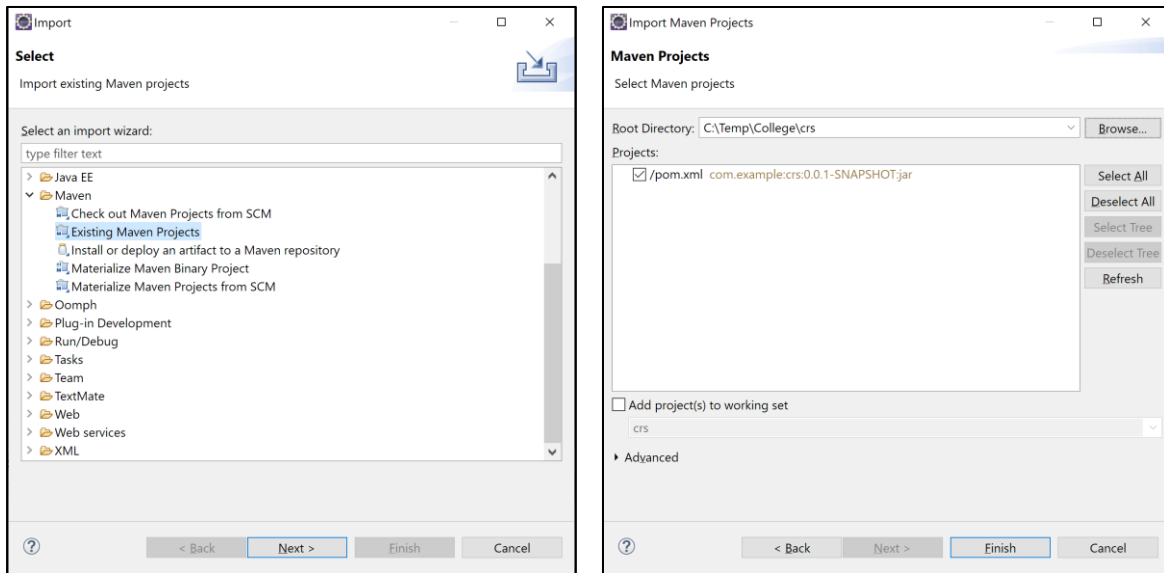 Import
Select
Import existing Maven projects
Select an import wizard:
type filter text
Java EE
Maven
Check out Maven Projects from SCM
Existing Maven Projects
Install or deploy an artifact to a Maven repository
Materialize Maven Binary Project
Materialize Maven Projects from SCM
Oomph
Plug-in Development
Run/Debug
Tasks
Team
TextMate
Web
Web services
XML
< Back
Next >
Finish
Cancel
Import Maven Projects
Maven Projects
Select Maven projects
Root Directory: C:\Temp\College\crs
Browse...
Projects:
/pom.xml com.example:crs:0.0.1-SNAPSHOT:jar
Select All
Deselect All
Select Tree
Deselect Tree
Refresh
Add project(s) to working set
crs
Advanced
< Back
Next >
Finish
Cancel